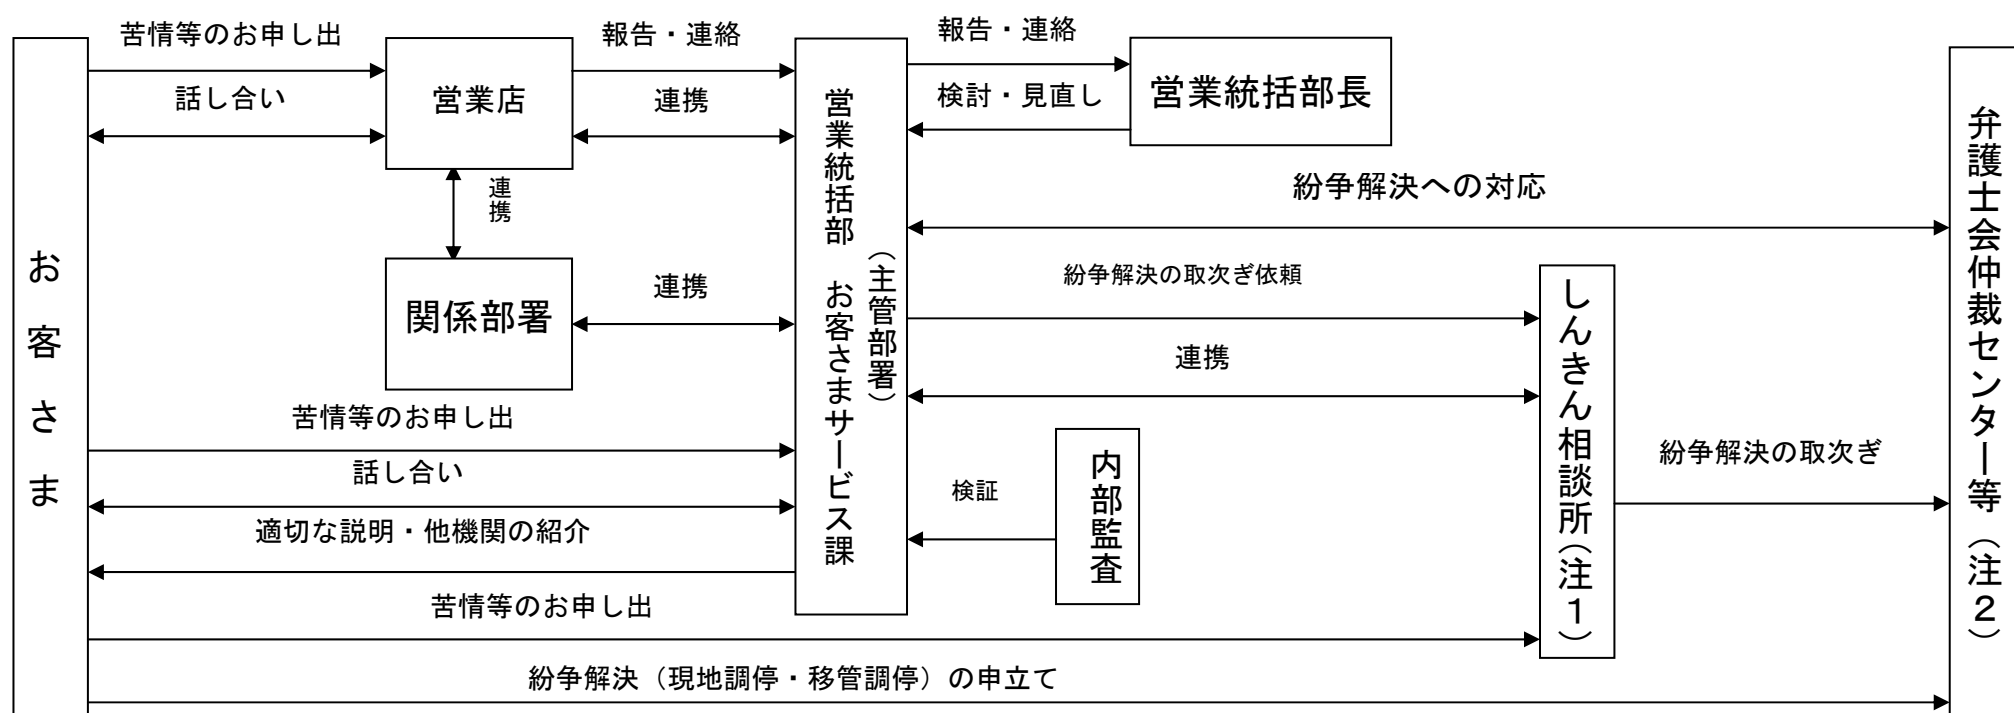 お客さま
苦情等のお申し出
話し合い
営業店
報告・連絡
連携
連携
関係部署
連携
苦情等のお申し出
話し合い
適切な説明・他機関の紹介
苦情等のお申し出
紛争解決（現地調停・移管調停）の申立て
営業統括部　お客さまサービス課
（主管部署）
報告・連絡
検討・見直し
営業統括部長
紛争解決への対応
紛争解決の取次ぎ依頼
連携
検証
内部監査
しんきん相談所（注１）
紛争解決の取次ぎ
弁護士会仲裁センター等（注２）